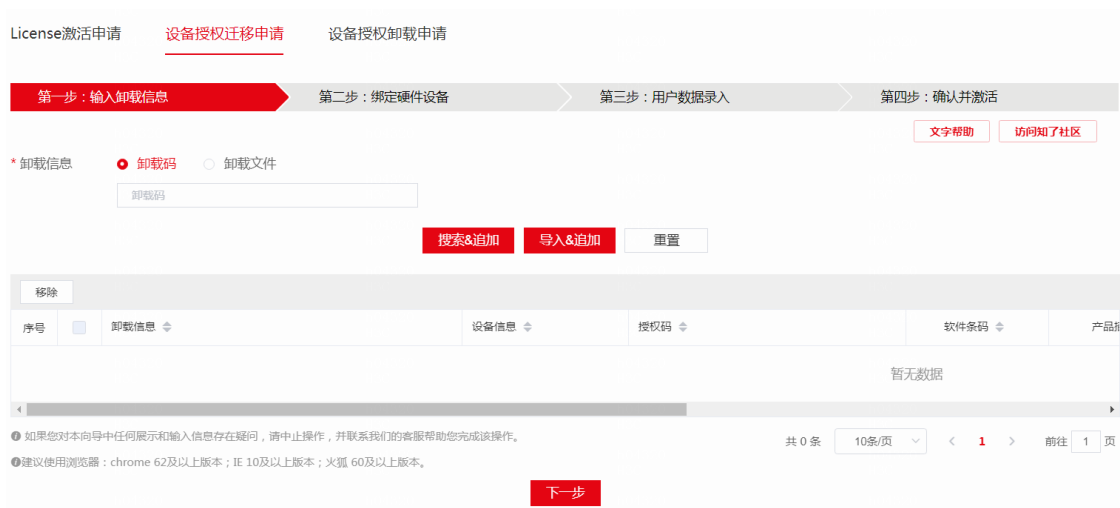 License激活申请 设备授权迁移申请 设备授权卸载申请
第一步：输入卸载信息 第二步：绑定硬件设备 第三步：用户数据录入 第四步：确认并激活
文字帮助 访问知了社区
* 卸载信息 卸载码 卸载文件
卸载码
搜索&追加 导入&追加 重置
移除
序号 卸载信息 设备信息 授权码 软件条码 产品描
暂无数据
如果您对本向导中任何展示和输入信息存在疑问，请中止操作，并联系我们的客服帮助您完成该操作。
共 0 条 10条/页 1 前往 1 页
建议使用浏览器：chrome 62及以上版本；IE 10及以上版本；火狐 60及以上版本。
下一步